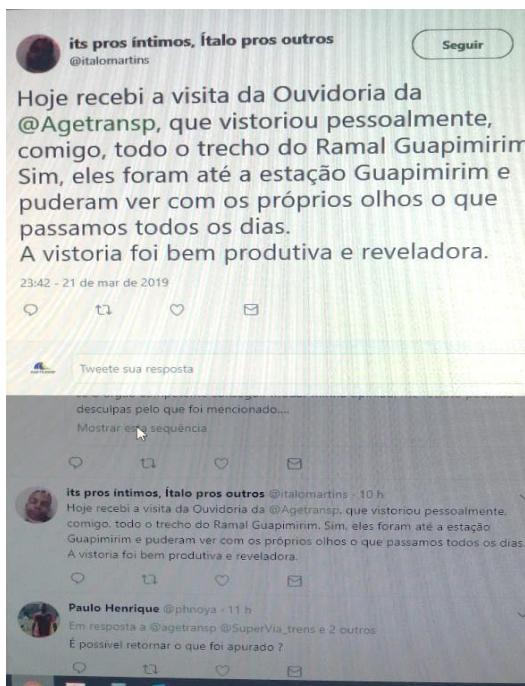 its pros íntimos, Ítalo pros outros
@italomartins
Seguir
Hoje recebi a visita da Ouvidoria da
@Agetransp, que vistoriou pessoalmente,
comigo, todo o trecho do Ramal Guapimirim
Sim, eles foram até a estação Guapimirim e
puderam ver com os próprios olhos o que
passamos todos os dias.
A vistoria foi bem produtiva e reveladora.
23:42 - 21 de mar de 2019
Tweete sua resposta
desculpas pelo que foi mencionado....
Mostrar esta sequência
its pros íntimos, Ítalo pros outros @italomartins · 10 h
Hoje recebi a visita da Ouvidoria da @Agetransp, que vistoriou pessoalmente,
comigo, todo o trecho do Ramal Guapimirim. Sim, eles foram até a estação
Guapimirim e puderam ver com os próprios olhos o que passamos todos os dias.
A vistoria foi bem produtiva e reveladora.
Paulo Henrique @phnoya · 11 h
Em resposta a @agetransp @SuperVia_trens e 2 outros
É possivel retornar o que foi apurado ?